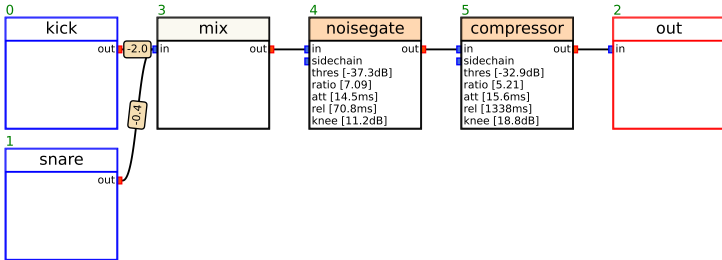 0
kick
out
-2.0
1
snare
out
-0.4
3
mix
in
out
4
noisegate
in
out
sidechain
thres [-37.3dB]
ratio [7.09]
att [14.5ms]
rel [70.8ms]
knee [11.2dB]
5
compressor
in
out
sidechain
thres [-32.9dB]
ratio [5.21]
att [15.6ms]
rel [1338ms]
knee [18.8dB]
2
out
in